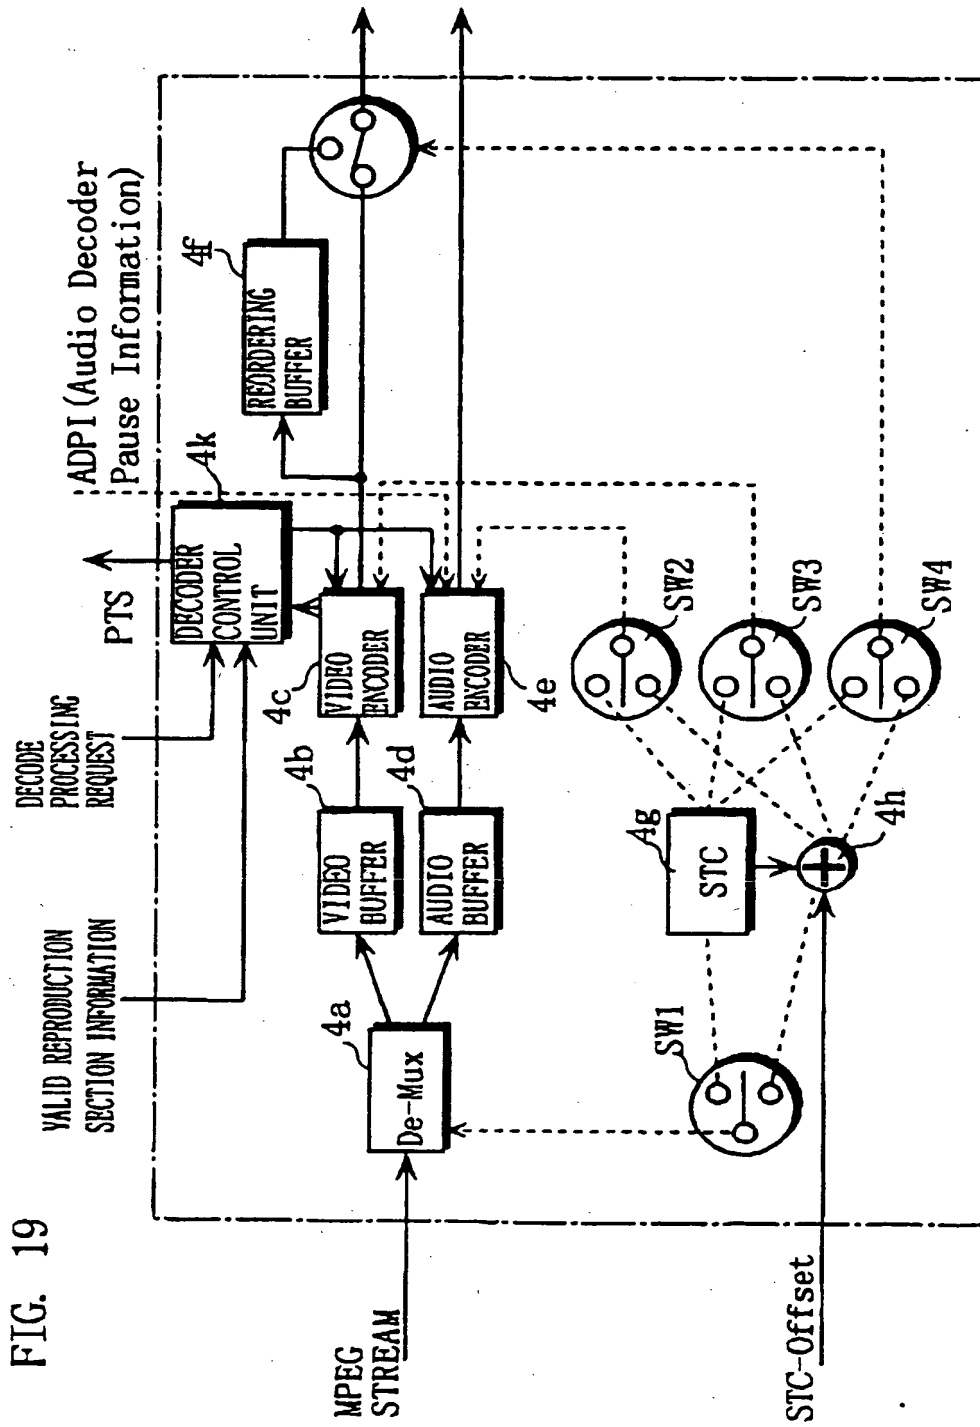 FIG. 19
VALID REPRODUCTION
SECTION INFORMATION
DECODE
PROCESSING
REQUEST
PTS
ADPI(Audio Decoder
Pause Information)
4k
DECODER
CONTROL
UNIT
4f
REORDERING
BUFFER
MPEG
STREAM
4a
De-Mux
4b
VIDEO
BUFFER
4c
VIDEO
ENCODER
4d
AUDIO
BUFFER
AUDIO
ENCODER
4e
SW1
4g
STC
4h
SW2
SW3
SW4
STC-Offset